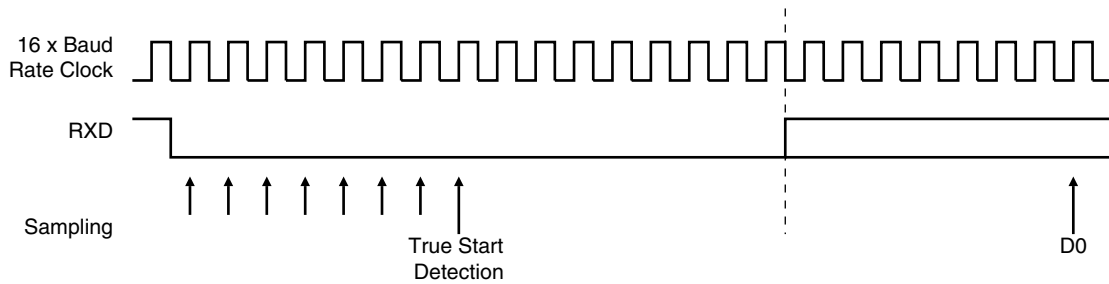 16 x Baud
Rate Clock
RXD
Sampling
True Start
Detection
D0